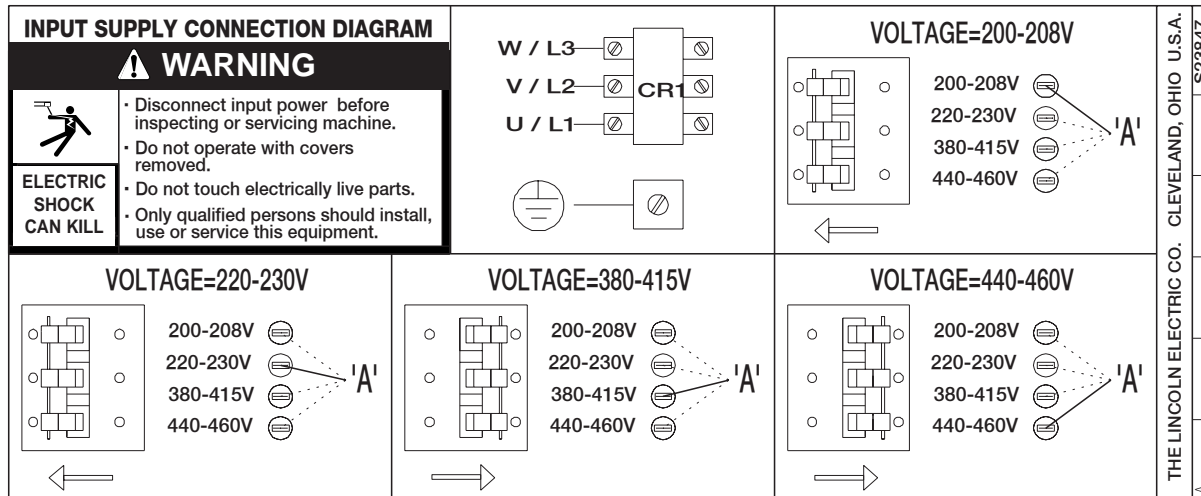 INPUT SUPPLY CONNECTION DIAGRAM
WARNING
ELECTRIC
SHOCK
CAN KILL
· Disconnect input power before
inspecting or servicing machine.
· Do not operate with covers
removed.
· Do not touch electrically live parts.
· Only qualified persons should install,
use or service this equipment.
W / L3
V / L2
U / L1
CR1
VOLTAGE=200-208V
200-208V
220-230V
380-415V
440-460V
'A'
VOLTAGE=220-230V
200-208V
220-230V
380-415V
440-460V
'A'
VOLTAGE=380-415V
200-208V
220-230V
380-415V
440-460V
'A'
VOLTAGE=440-460V
200-208V
220-230V
380-415V
440-460V
'A'
THE LINCOLN ELECTRIC CO. CLEVELAND, OHIO U.S.A.